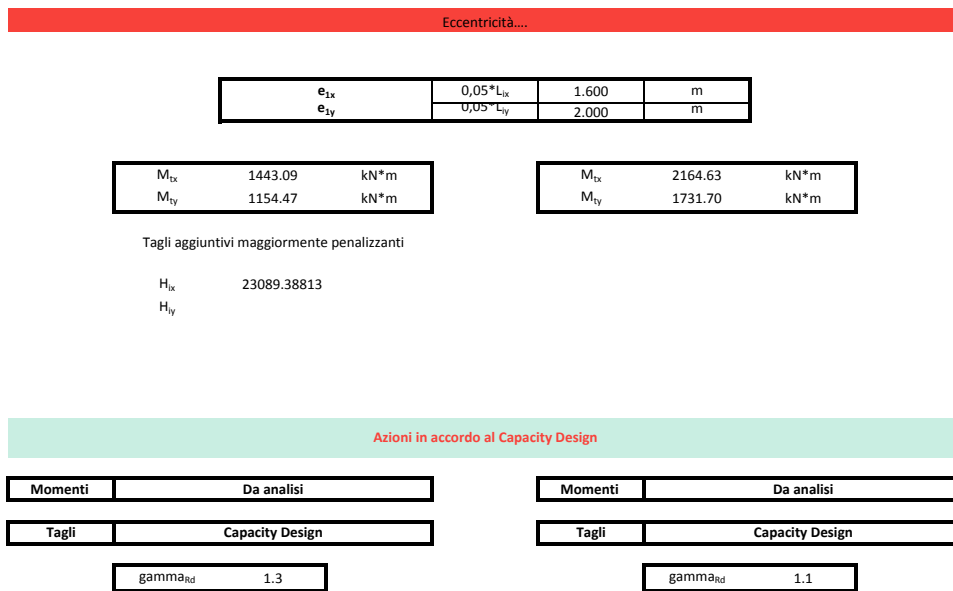 Eccentricità….
e1x 0,05*Lix 1.600 m
e1y 0,05*Liy 2.000 m
Mtx 1443.09 kN*m Mtx 2164.63 kN*m
Mty 1154.47 kN*m Mty 1731.70 kN*m
Tagli aggiuntivi maggiormente penalizzanti
Hix 23089.38813
Hiy
Azioni in accordo al Capacity Design
Momenti Da analisi Momenti Da analisi
Tagli Capacity Design Tagli Capacity Design
gammaRd 1.3 gammaRd 1.1